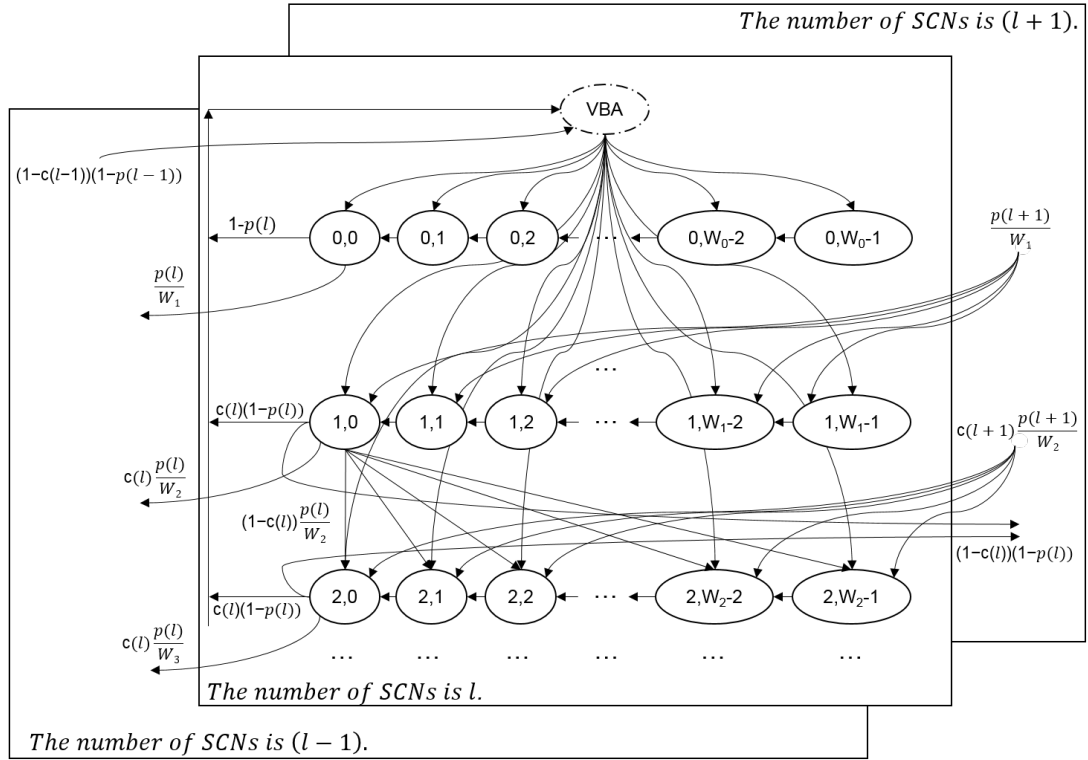 The number of SCNs is (l + 1).
VBA
(1−c(l−1))(1−p(l − 1))
1-p(l)
0,0
0,1
0,2
...
0,W₀-2
0,W₀-1
p(l + 1)
W₁
p(l)
W₁
...
c(l)(1−p(l))
1,0
1,1
1,2
...
1,W₁-2
1,W₁-1
c(l + 1) p(l + 1)
W₂
c(l) p(l)
W₂
(1−c(l)) p(l)
W₂
(1−c(l))(1−p(l))
c(l)(1−p(l))
2,0
2,1
2,2
...
2,W₂-2
2,W₂-1
c(l) p(l)
W₃
... ... ... ... ... ...
The number of SCNs is l.
The number of SCNs is (l − 1).